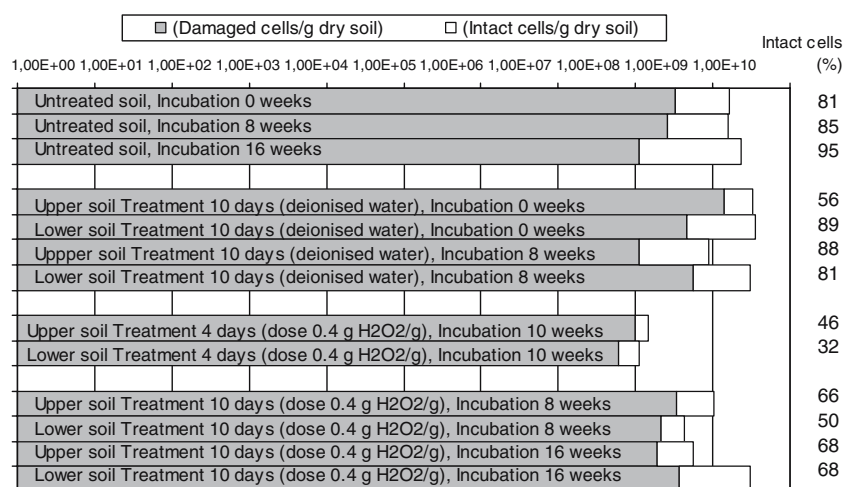 (Damaged cells/g dry soil) (Intact cells/g dry soil)
Intact cells
(%)
1,00E+00 1,00E+01 1,00E+02 1,00E+03 1,00E+04 1,00E+05 1,00E+06 1,00E+07 1,00E+08 1,00E+09 1,00E+10
Untreated soil, Incubation 0 weeks 81
Untreated soil, Incubation 8 weeks 85
Untreated soil, Incubation 16 weeks 95
Upper soil Treatment 10 days (deionised water), Incubation 0 weeks 56
Lower soil Treatment 10 days (deionised water), Incubation 0 weeks 89
Uppper soil Treatment 10 days (deionised water), Incubation 8 weeks 88
Lower soil Treatment 10 days (deionised water), Incubation 8 weeks 81
Upper soil Treatment 4 days (dose 0.4 g H2O2/g), Incubation 10 weeks 46
Lower soil Treatment 4 days (dose 0.4 g H2O2/g), Incubation 10 weeks 32
Upper soil Treatment 10 days (dose 0.4 g H2O2/g), Incubation 8 weeks 66
Lower soil Treatment 10 days (dose 0.4 g H2O2/g), Incubation 8 weeks 50
Upper soil Treatment 10 days (dose 0.4 g H2O2/g), Incubation 16 weeks 68
Lower soil Treatment 10 days (dose 0.4 g H2O2/g), Incubation 16 weeks 68